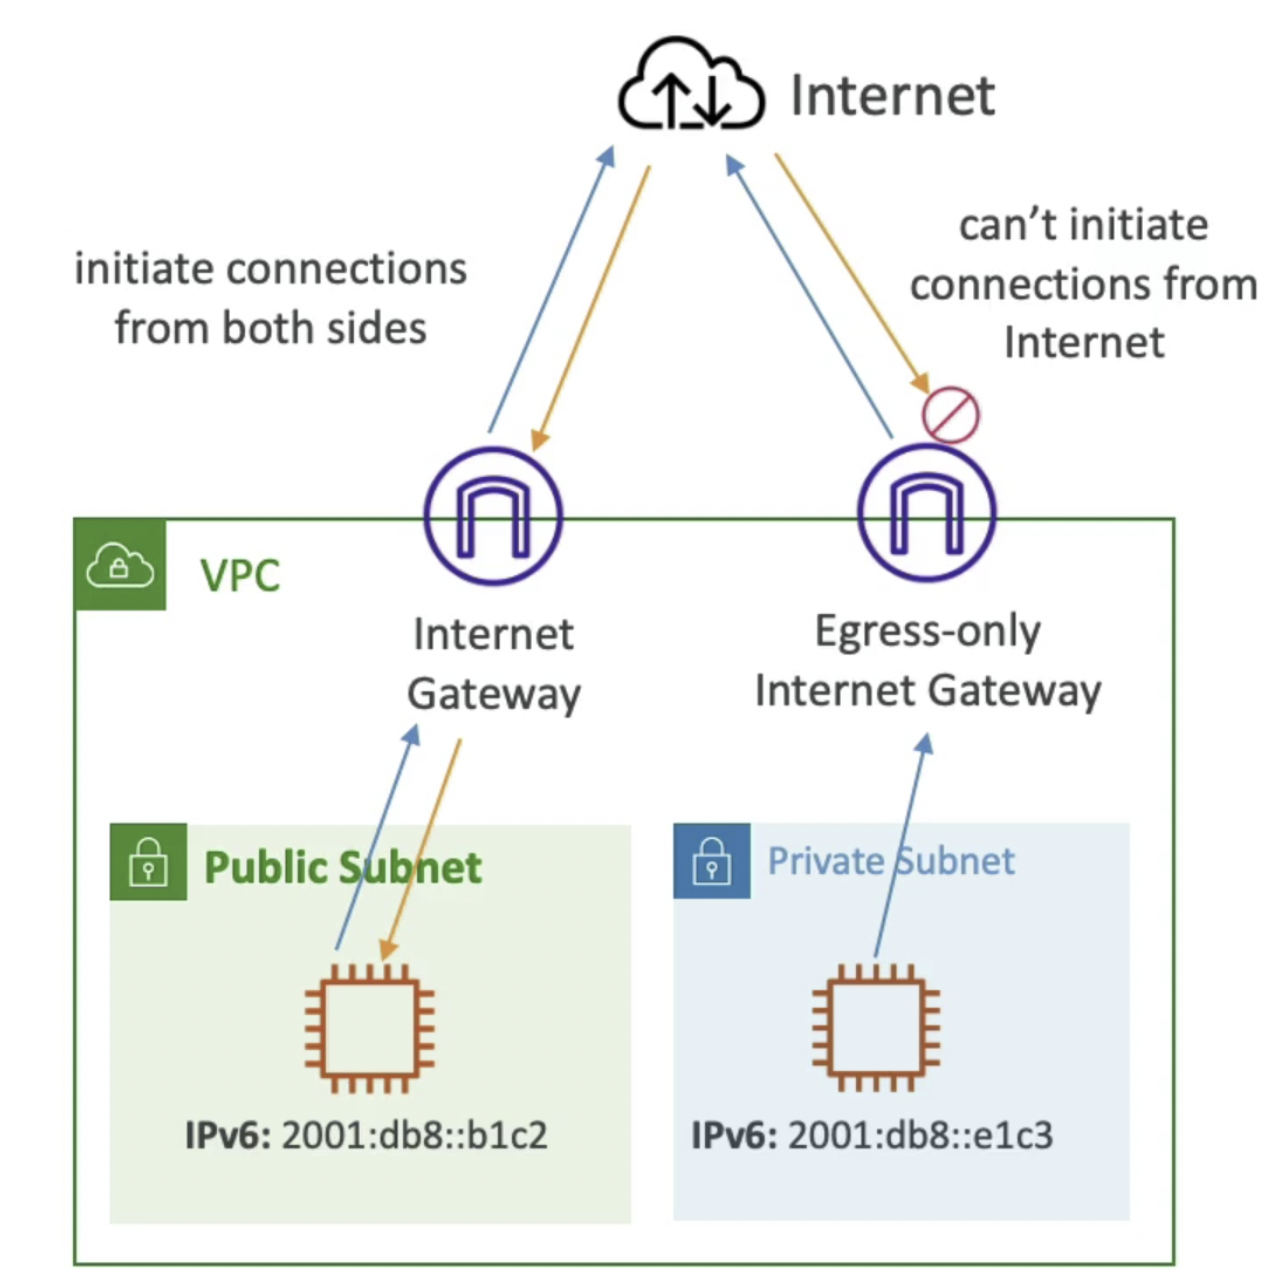 Internet
initiate connections
from both sides
can’t initiate
connections from
Internet
VPC
Internet
Gateway
Egress-only
Internet Gateway
Public Subnet
Private Subnet
IPv6: 2001:db8::b1c2
IPv6: 2001:db8::e1c3